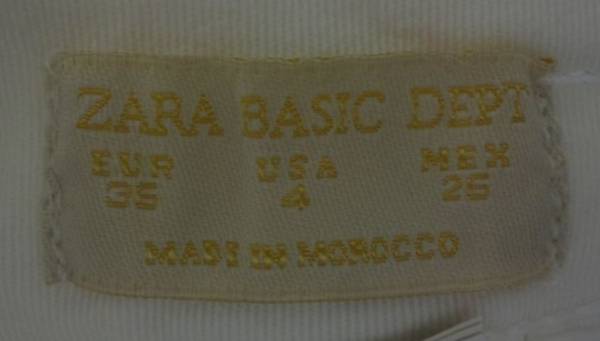 ZARA BASIC DEPT
EUR USA MEX
36 4 26
MADE IN MOROCCO